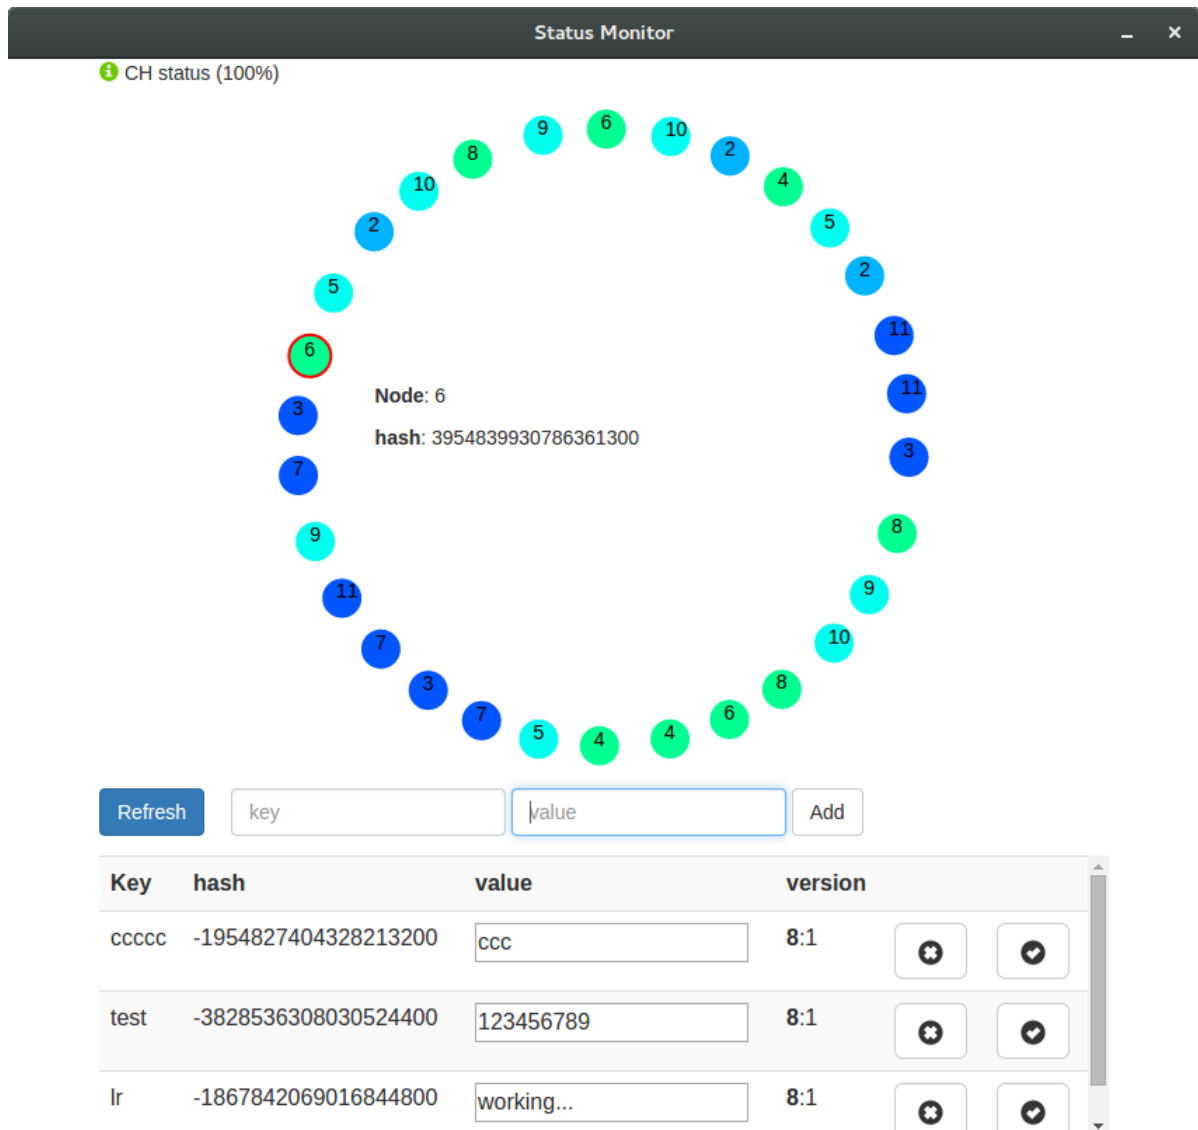 Status Monitor
CH status (100%)
9 6 10
8 2
10 4
2 5
5 2
6 11
3 11
7 3
9 8
11 9
7 10
3 8
7 6
5 4 4
Node: 6
hash: 3954839930786361300
Refresh key value Add
Key hash value version
ccccc -1954827404328213200 ccc 8:1
test -3828536308030524400 123456789 8:1
lr -1867842069016844800 working... 8:1